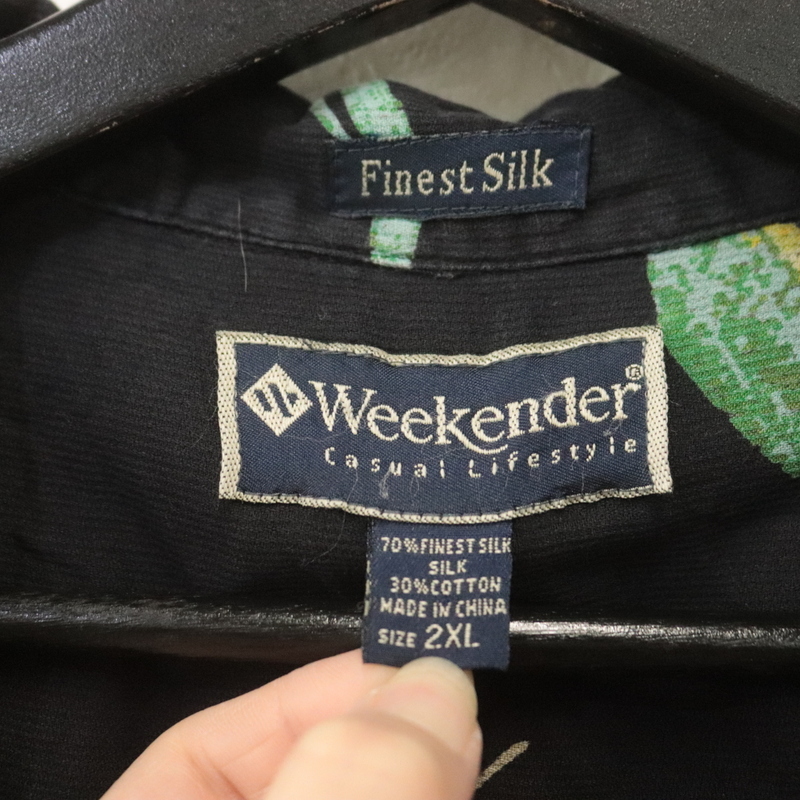 Finest Silk
Weekender®
Casual Lifestyle
70%FINEST SILK
SILK
30%COTTON
MADE IN CHINA
SIZE 2XL